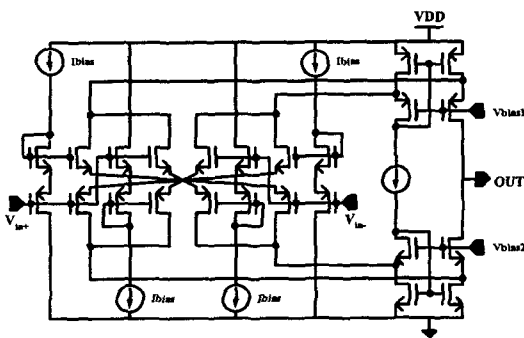 VDD
Ibias
Ibias
Vbias1
OUT
Vin+
Vin-
Vbias2
Ibias
Ibias